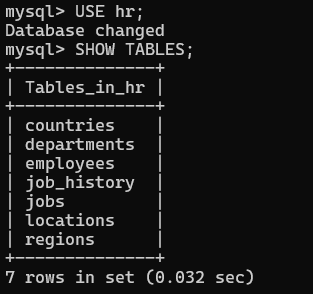 mysql> USE hr;
Database changed
mysql> SHOW TABLES;
+--------------+
| Tables_in_hr |
+--------------+
| countries    |
| departments  |
| employees    |
| job_history  |
| jobs         |
| locations    |
| regions      |
+--------------+
7 rows in set (0.032 sec)